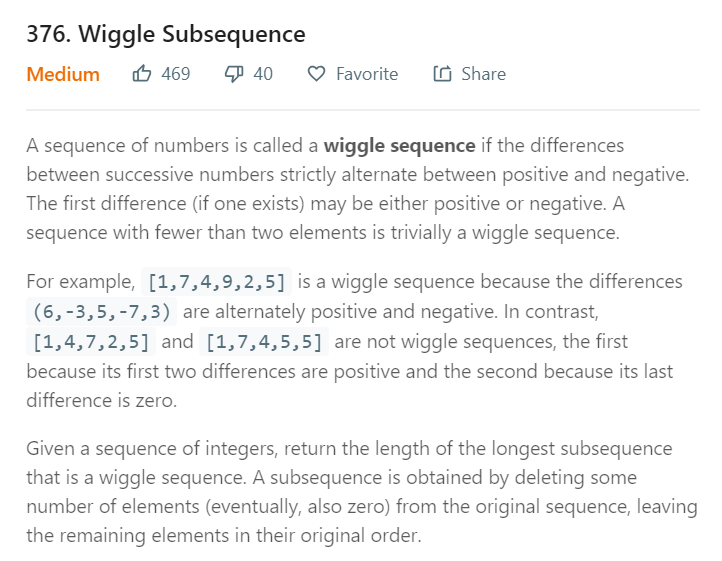 376. Wiggle Subsequence
Medium 469 40 Favorite Share
A sequence of numbers is called a wiggle sequence if the differences
between successive numbers strictly alternate between positive and negative.
The first difference (if one exists) may be either positive or negative. A
sequence with fewer than two elements is trivially a wiggle sequence.
For example, [1,7,4,9,2,5] is a wiggle sequence because the differences
(6,-3,5,-7,3) are alternately positive and negative. In contrast,
[1,4,7,2,5] and [1,7,4,5,5] are not wiggle sequences, the first
because its first two differences are positive and the second because its last
difference is zero.
Given a sequence of integers, return the length of the longest subsequence
that is a wiggle sequence. A subsequence is obtained by deleting some
number of elements (eventually, also zero) from the original sequence, leaving
the remaining elements in their original order.